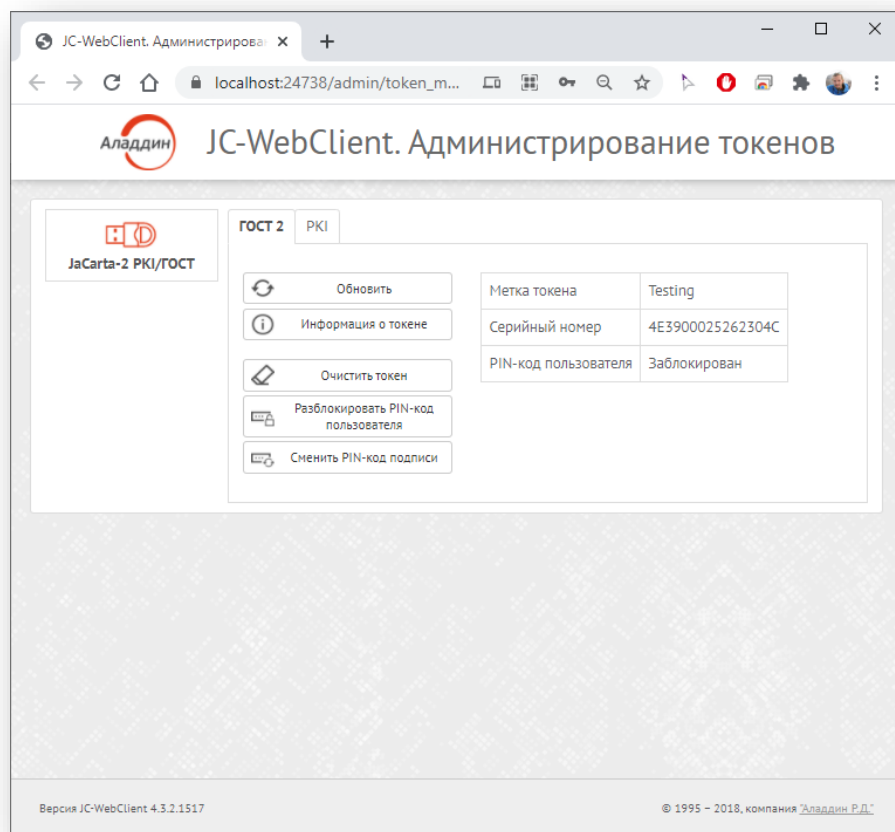 JC-WebClient. Администрирова
localhost:24738/admin/token_m...
Аладдин
JC-WebClient. Администрирование токенов
JaCarta-2 PKI/ГОСТ
ГОСТ 2
PKI
Обновить
Информация о токене
Очистить токен
Разблокировать PIN-код
пользователя
Сменить PIN-код подписи
Метка токена Testing
Серийный номер 4E3900025262304C
PIN-код пользователя Заблокирован
Версия JC-WebClient 4.3.2.1517
© 1995 – 2018, компания "Аладдин Р.Д."